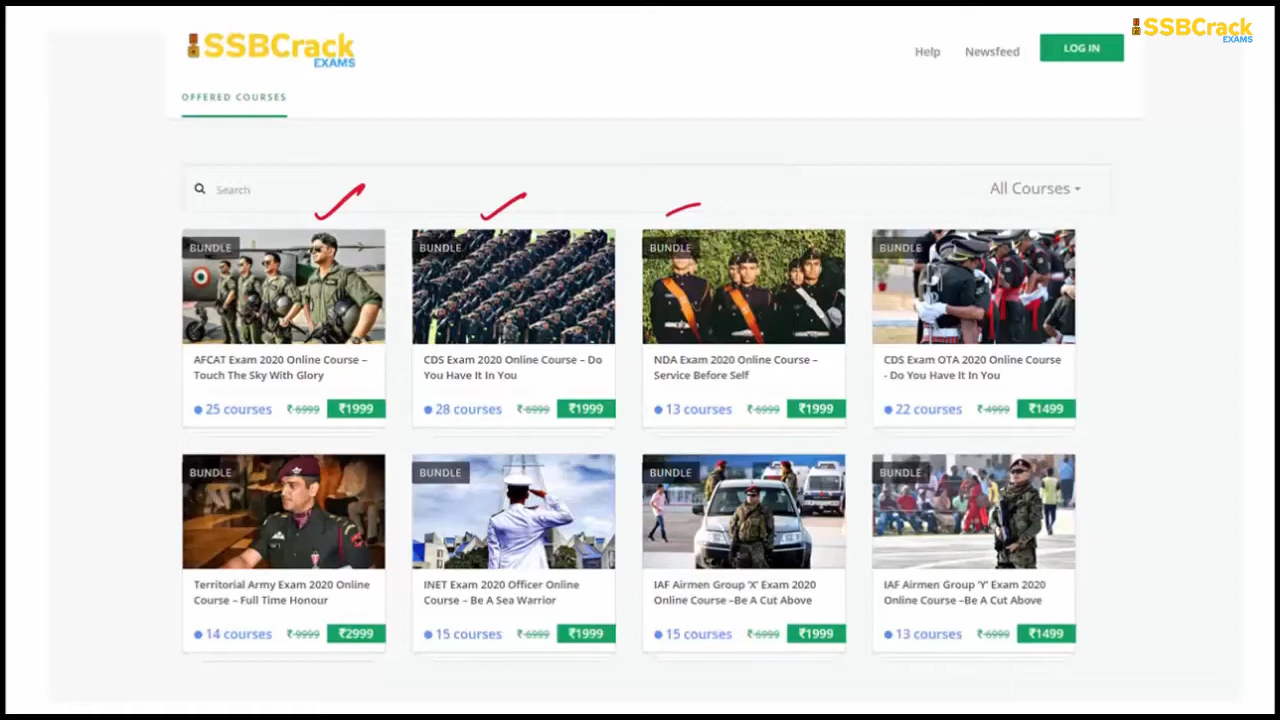 SSBCrack
EXAMS
SSBCrack
EXAMS
Help
Newsfeed
LOG IN
OFFERED COURSES
Search
All Courses
BUNDLE
BUNDLE
BUNDLE
BUNDLE
AFCAT Exam 2020 Online Course –
Touch The Sky With Glory
25 courses ₹ 6999 ₹1999
CDS Exam 2020 Online Course – Do
You Have It In You
28 courses ₹ 6999 ₹1999
NDA Exam 2020 Online Course –
Service Before Self
13 courses ₹ 6999 ₹1999
CDS Exam OTA 2020 Online Course
- Do You Have It In You
22 courses ₹ 4999 ₹1499
BUNDLE
BUNDLE
BUNDLE
BUNDLE
Territorial Army Exam 2020 Online
Course – Full Time Honour
14 courses ₹ 9999 ₹2999
INET Exam 2020 Officer Online
Course – Be A Sea Warrior
15 courses ₹ 6999 ₹1999
IAF Airmen Group ‘X’ Exam 2020
Online Course –Be A Cut Above
15 courses ₹ 6999 ₹1999
IAF Airmen Group ‘Y’ Exam 2020
Online Course –Be A Cut Above
13 courses ₹ 6999 ₹1499